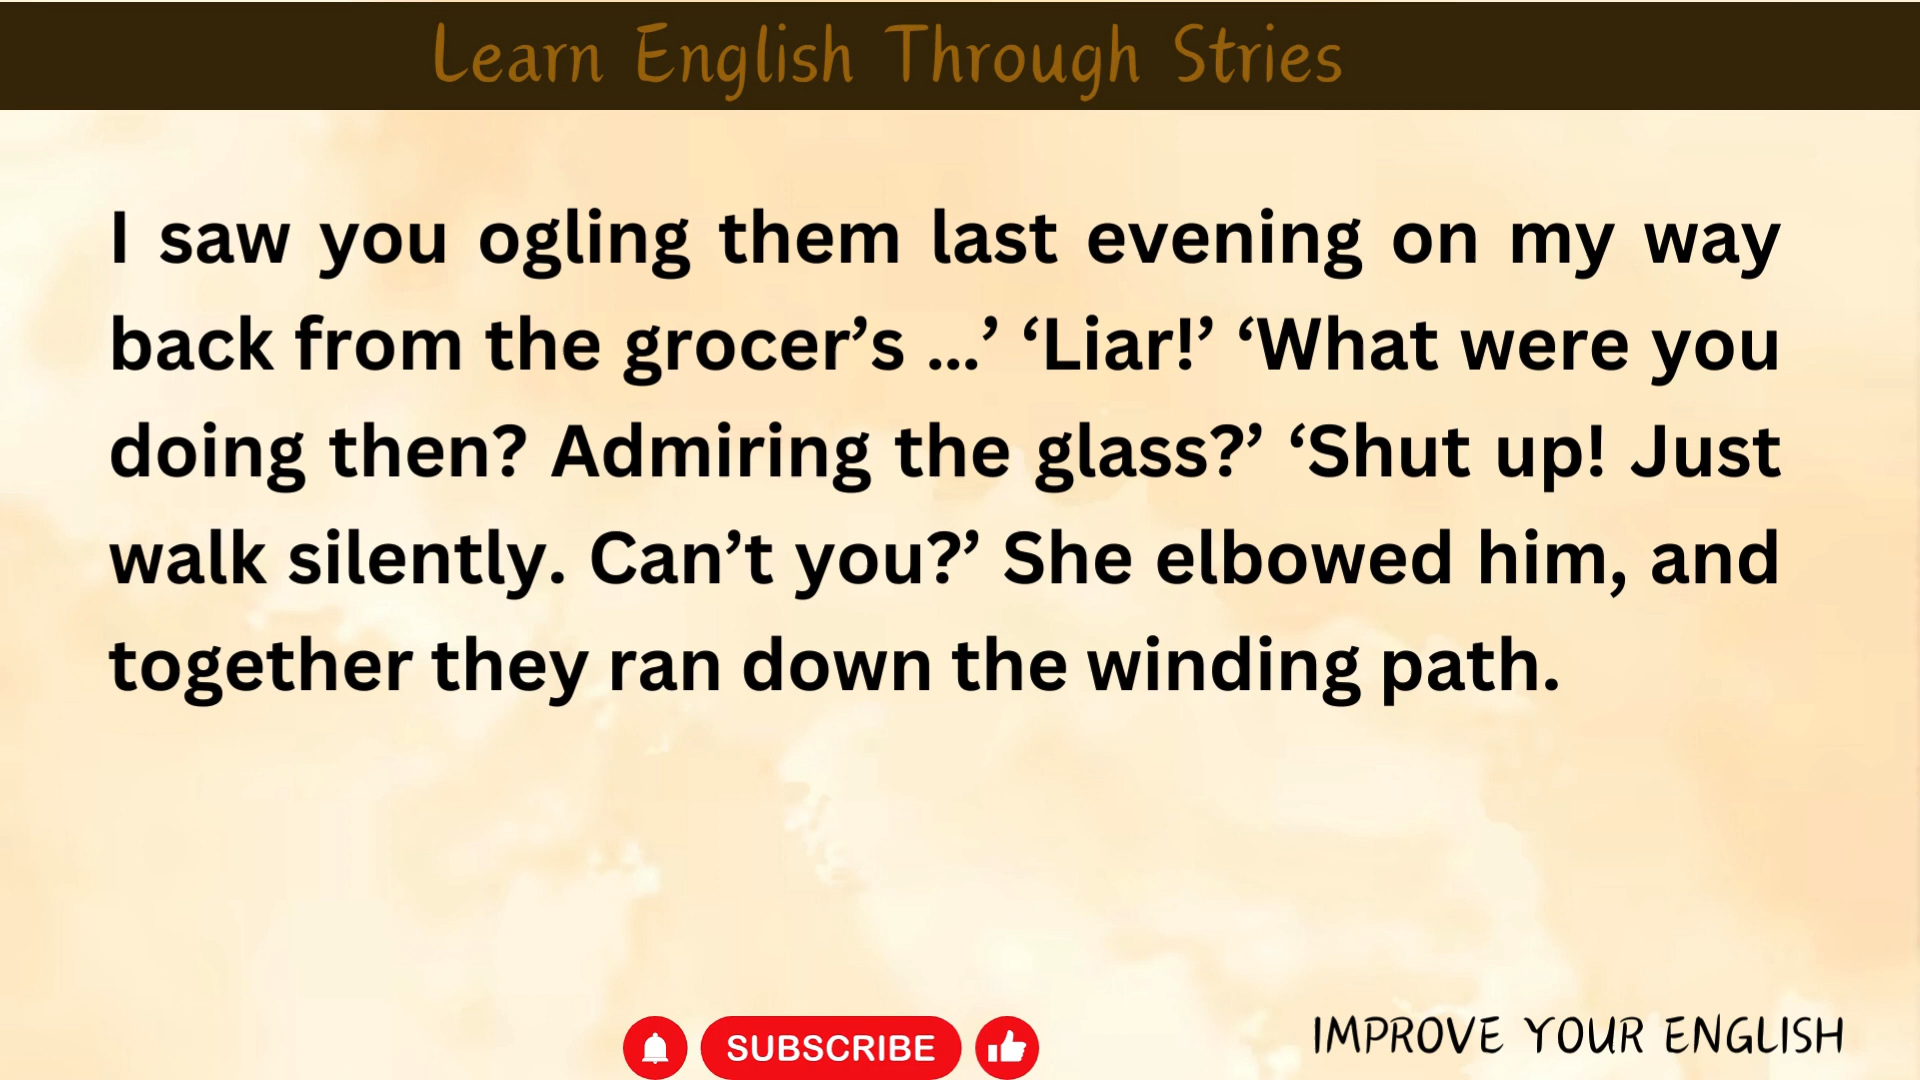 Learn English Through Stries
I saw you ogling them last evening on my way
back from the grocer’s ...’ ‘Liar!’ ‘What were you
doing then? Admiring the glass?’ ‘Shut up! Just
walk silently. Can’t you?’ She elbowed him, and
together they ran down the winding path.
SUBSCRIBE
IMPROVE YOUR ENGLISH